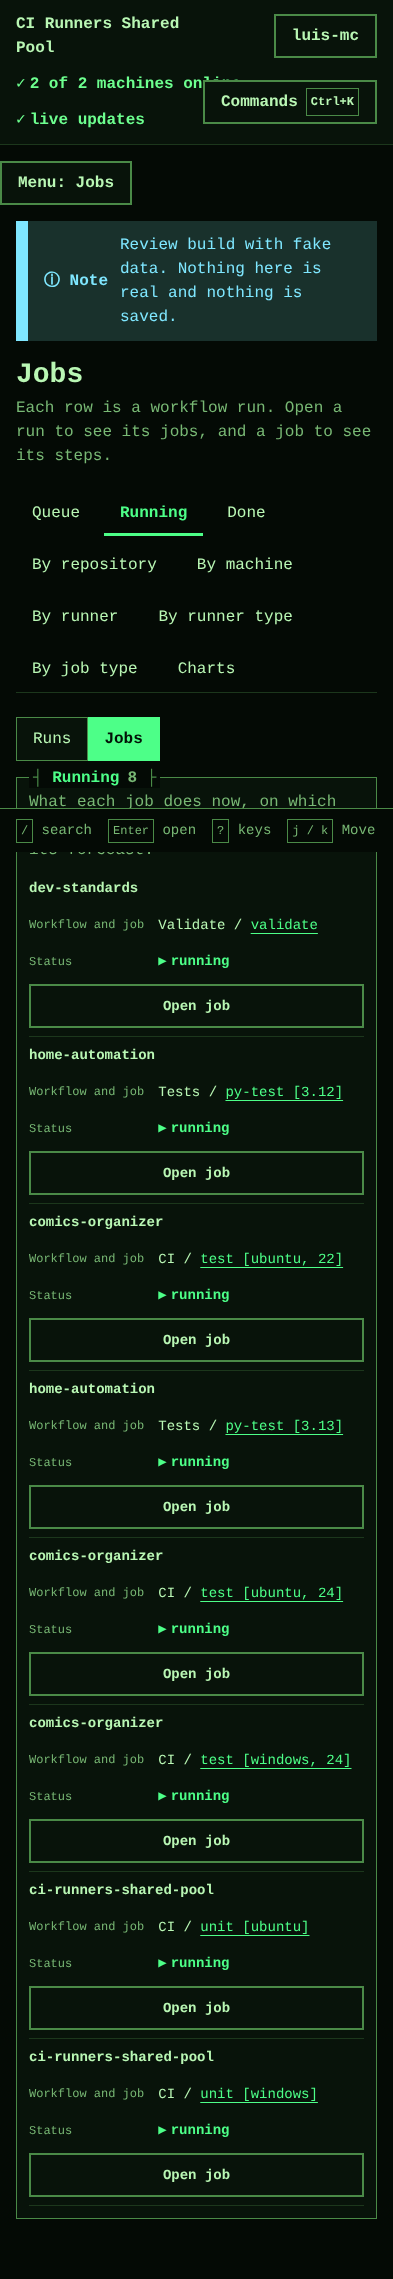 CI Runners Shared
Pool
luis-mc
✓ 2 of 2 machines
✓ live updates
Commands Ctrl+K
Menu: Jobs
ⓘ Note
Review build with fake
data. Nothing here is
real and nothing is
saved.
Jobs
Each row is a workflow run. Open a
run to see its jobs, and a job to see
its steps.
Queue Running Done
By repository By machine
By runner By runner type
By job type Charts
Runs Jobs
Running 8
What each job does now, on which
/ search Enter open ? keys j / k Move
dev-standards
Workflow and job Validate / validate
Status ▶ running
Open job
home-automation
Workflow and job Tests / py-test [3.12]
Status ▶ running
Open job
comics-organizer
Workflow and job CI / test [ubuntu, 22]
Status ▶ running
Open job
home-automation
Workflow and job Tests / py-test [3.13]
Status ▶ running
Open job
comics-organizer
Workflow and job CI / test [ubuntu, 24]
Status ▶ running
Open job
comics-organizer
Workflow and job CI / test [windows, 24]
Status ▶ running
Open job
ci-runners-shared-pool
Workflow and job CI / unit [ubuntu]
Status ▶ running
Open job
ci-runners-shared-pool
Workflow and job CI / unit [windows]
Status ▶ running
Open job